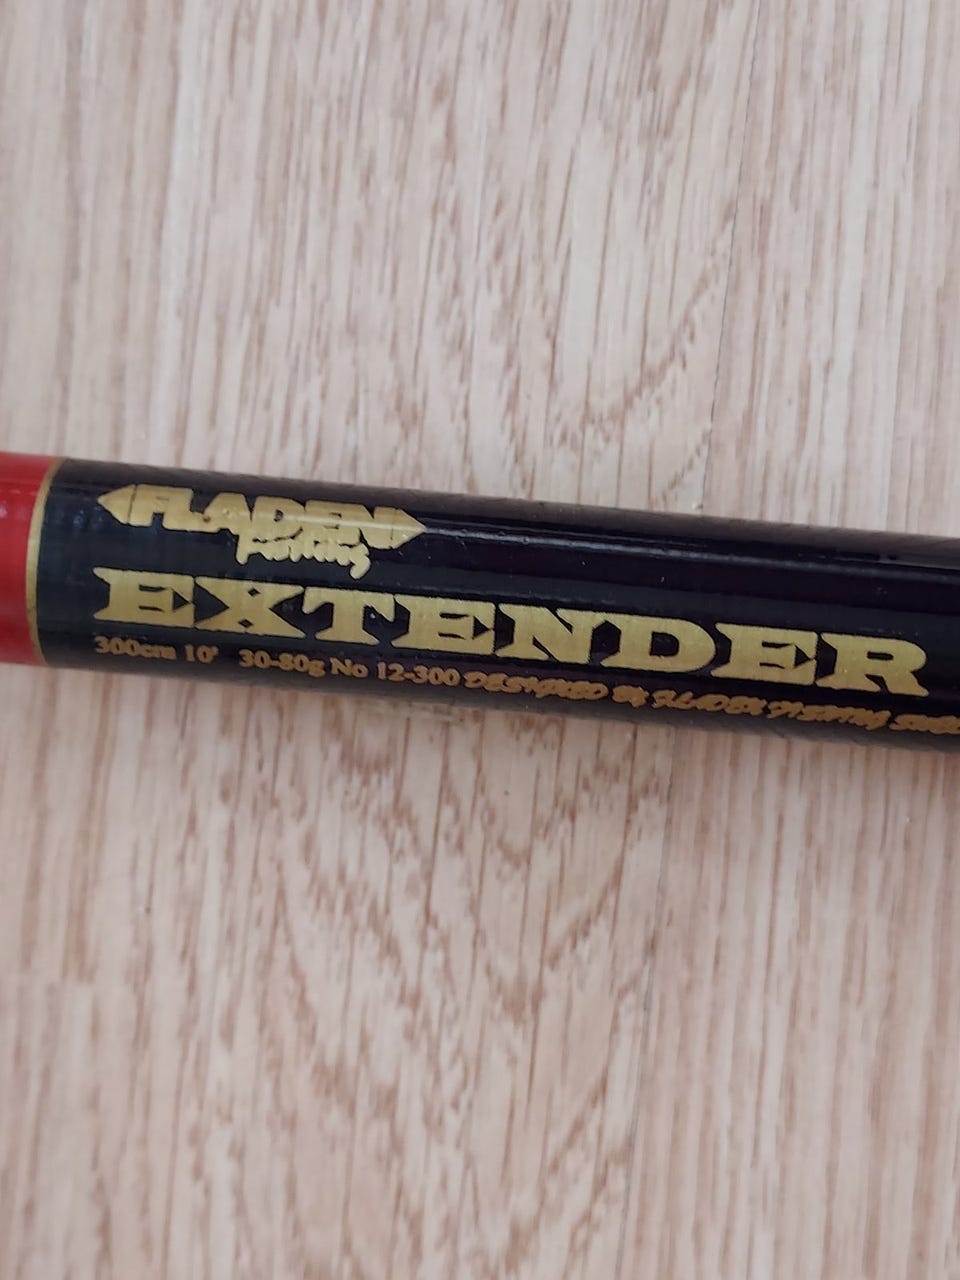 FLADEN
Fishing
EXTENDER
300cm 10' 30-80g No 12-300 DESIGNED BY FLADEN FISHING